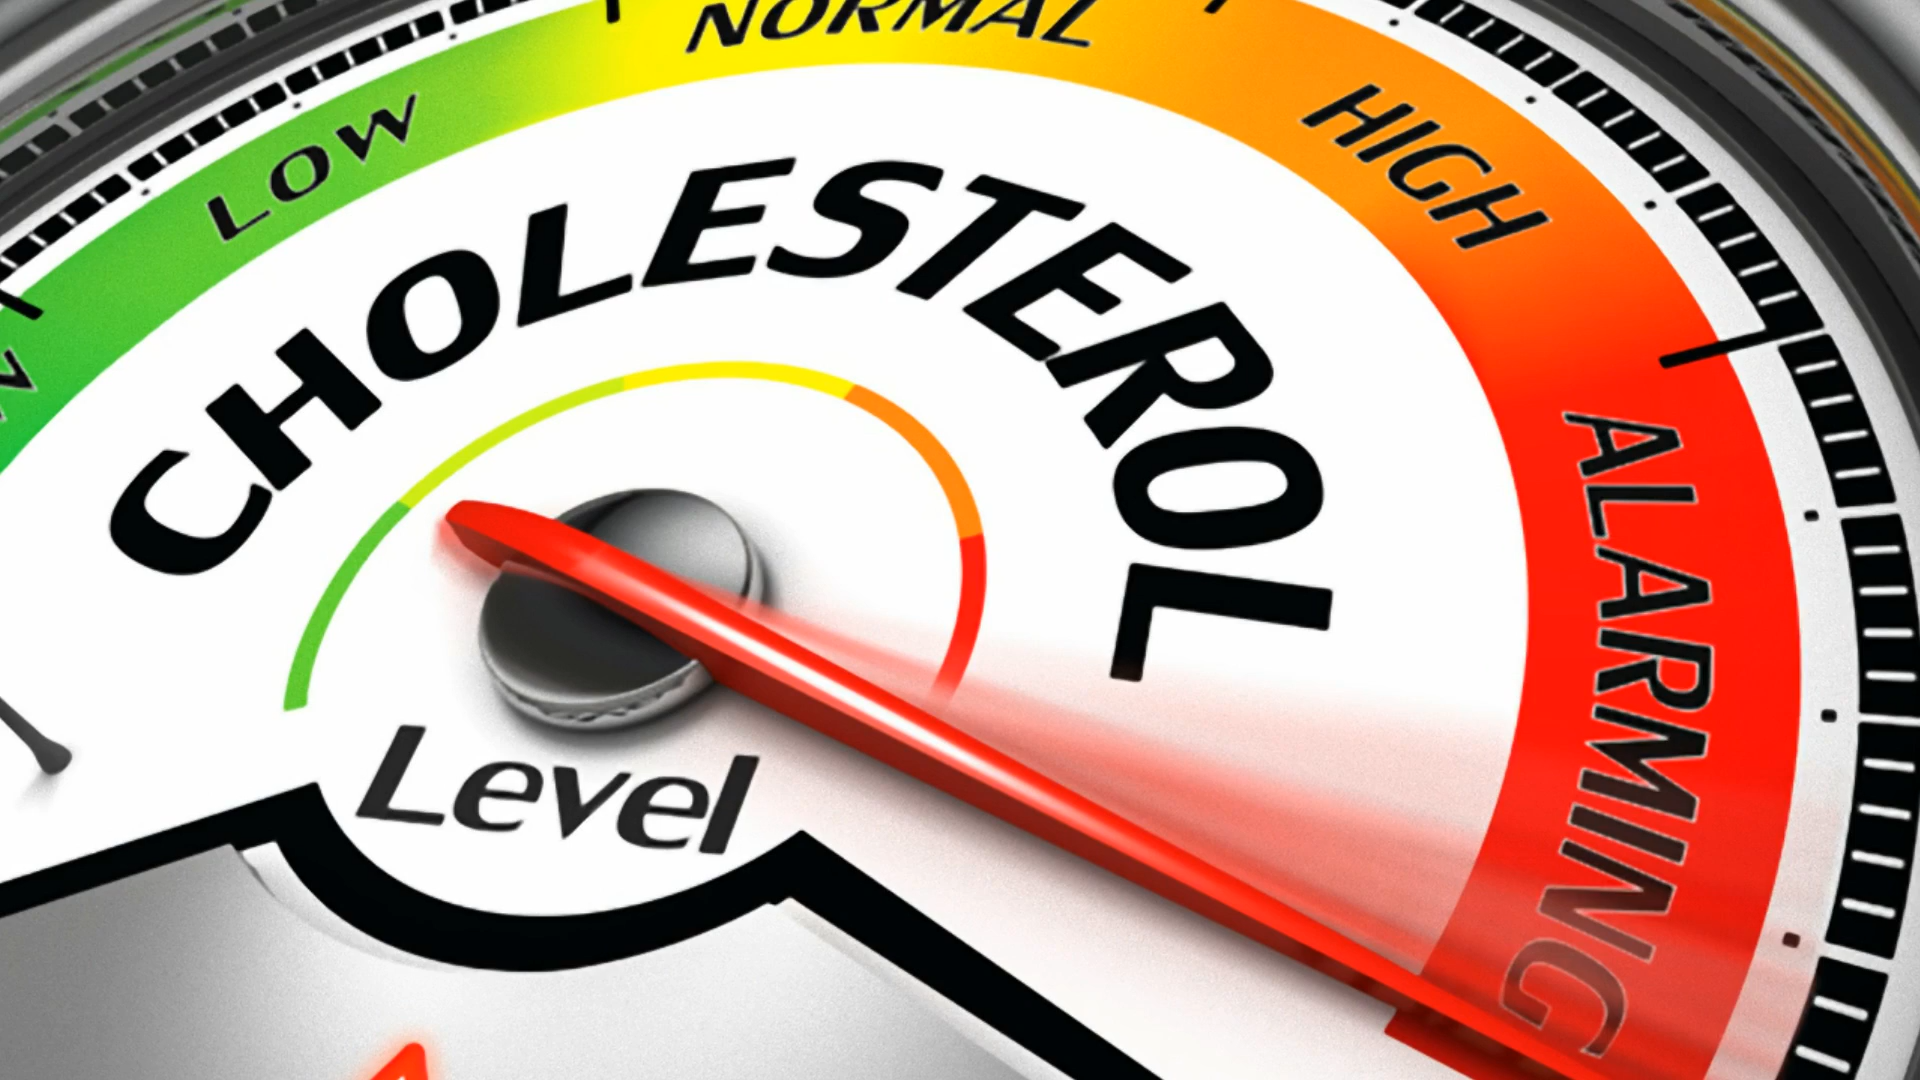 LOW
NORMAL
HIGH
ALARMING
CHOLESTEROL
Level